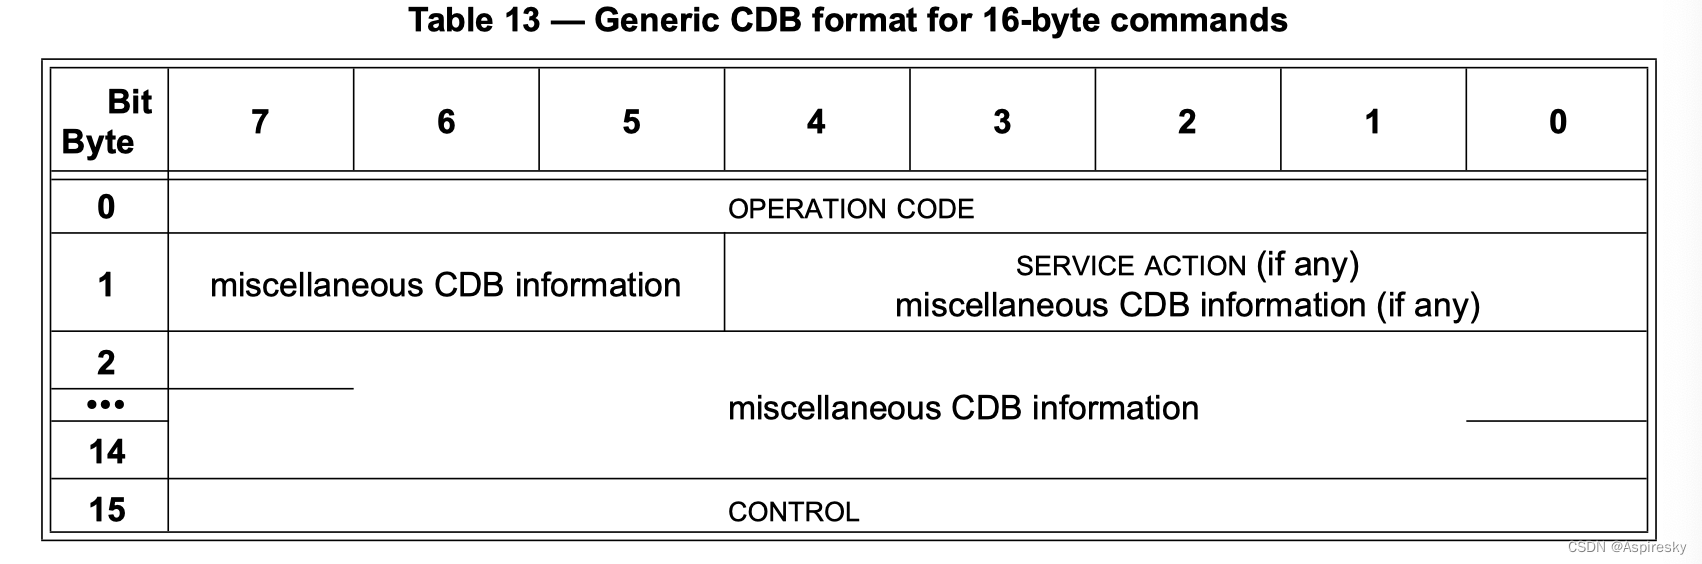 Table 13 — Generic CDB format for 16-byte commands
Bit
Byte
7 6 5 4 3 2 1 0
0 OPERATION CODE
1 miscellaneous CDB information SERVICE ACTION (if any)
miscellaneous CDB information (if any)
2
••• miscellaneous CDB information
14
15 CONTROL
CSDN @Aspiresky